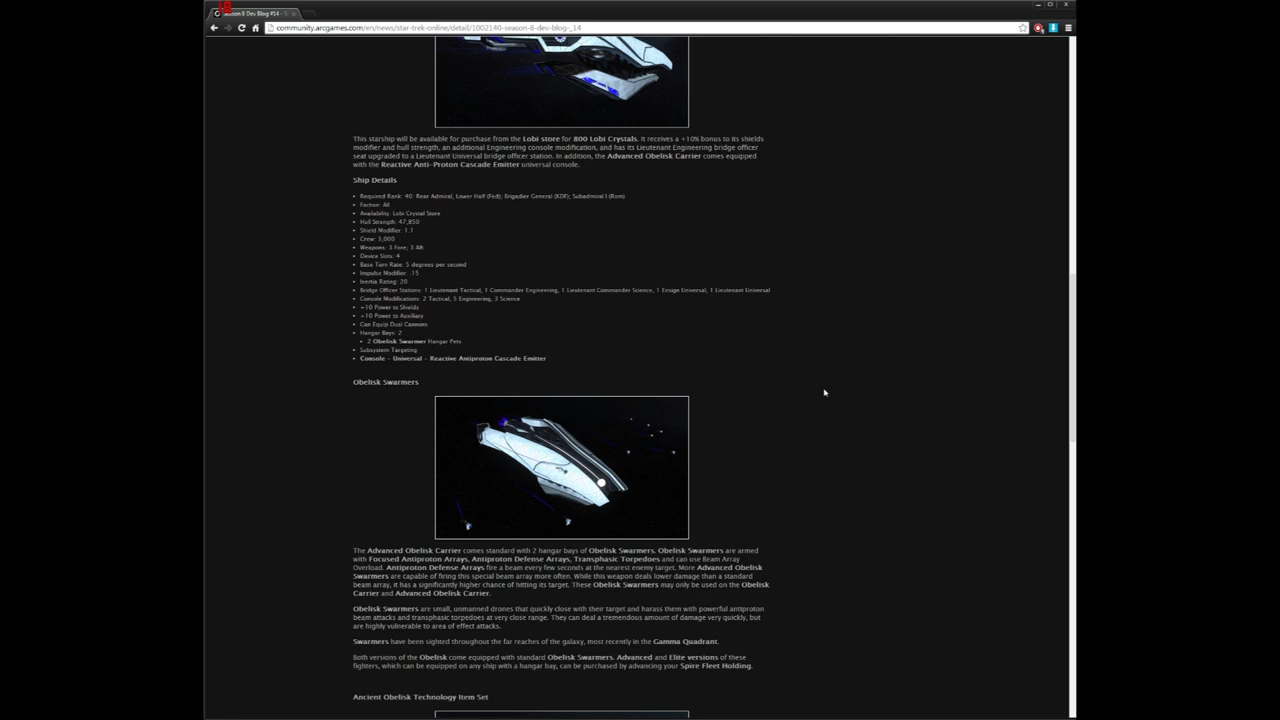 18
Season 8 Dev Blog #14 - S
community.arcgames.com/en/news/star-trek-online/detail/1002140-season-8-dev-blog-_14
This starship will be available for purchase from the Lobi store for 800 Lobi Crystals. It receives a +10% bonus to its shields
modifier and hull strength, an additional Engineering console modification, and has its Lieutenant Engineering bridge officer
seat upgraded to a Lieutenant Universal bridge officer station. In addition, the Advanced Obelisk Carrier comes equipped
with the Reactive Anti-Proton Cascade Emitter universal console.
Ship Details
• Required Rank: 40: Rear Admiral, Lower Half (Fed); Brigadier General (KDF); Subadmiral I (Rom)
• Faction: All
• Availability: Lobi Crystal Store
• Hull Strength: 47,850
• Shield Modifier: 1.1
• Crew: 3,000
• Weapons: 3 Fore; 3 Aft
• Device Slots: 4
• Base Turn Rate: 5 degrees per second
• Impulse Modifier: .15
• Inertia Rating: 20
• Bridge Officer Stations: 1 Lieutenant Tactical, 1 Commander Engineering, 1 Lieutenant Commander Science, 1 Ensign Universal, 1 Lieutenant Universal
• Console Modifications: 2 Tactical, 5 Engineering, 3 Science
• +10 Power to Shields
• +10 Power to Auxiliary
• Can Equip Dual Cannons
• Hangar Bays: 2
• 2 Obelisk Swarmer Hangar Pets
• Subsystem Targeting
• Console - Universal - Reactive Antiproton Cascade Emitter
Obelisk Swarmers
The Advanced Obelisk Carrier comes standard with 2 hangar bays of Obelisk Swarmers. Obelisk Swarmers are armed
with Focused Antiproton Arrays, Antiproton Defense Arrays, Transphasic Torpedoes and can use Beam Array
Overload. Antiproton Defense Arrays fire a beam every few seconds at the nearest enemy target. More Advanced Obelisk
Swarmers are capable of firing this special beam array more often. While this weapon deals lower damage than a standard
beam array, it has a significantly higher chance of hitting its target. These Obelisk Swarmers may only be used on the Obelisk
Carrier and Advanced Obelisk Carrier.
Obelisk Swarmers are small, unmanned drones that quickly close with their target and harass them with powerful antiproton
beam attacks and transphasic torpedoes at very close range. They can deal a tremendous amount of damage very quickly, but
are highly vulnerable to area of effect attacks.
Swarmers have been sighted throughout the far reaches of the galaxy, most recently in the Gamma Quadrant.
Both versions of the Obelisk come equipped with standard Obelisk Swarmers. Advanced and Elite versions of these
fighters, which can be equipped on any ship with a hangar bay, can be purchased by advancing your Spire Fleet Holding.
Ancient Obelisk Technology Item Set